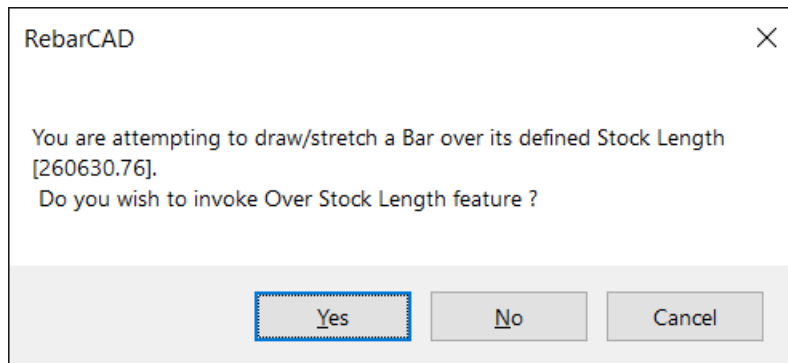 RebarCAD
You are attempting to draw/stretch a Bar over its defined Stock Length
[260630.76].
Do you wish to invoke Over Stock Length feature ?
Yes
No
Cancel